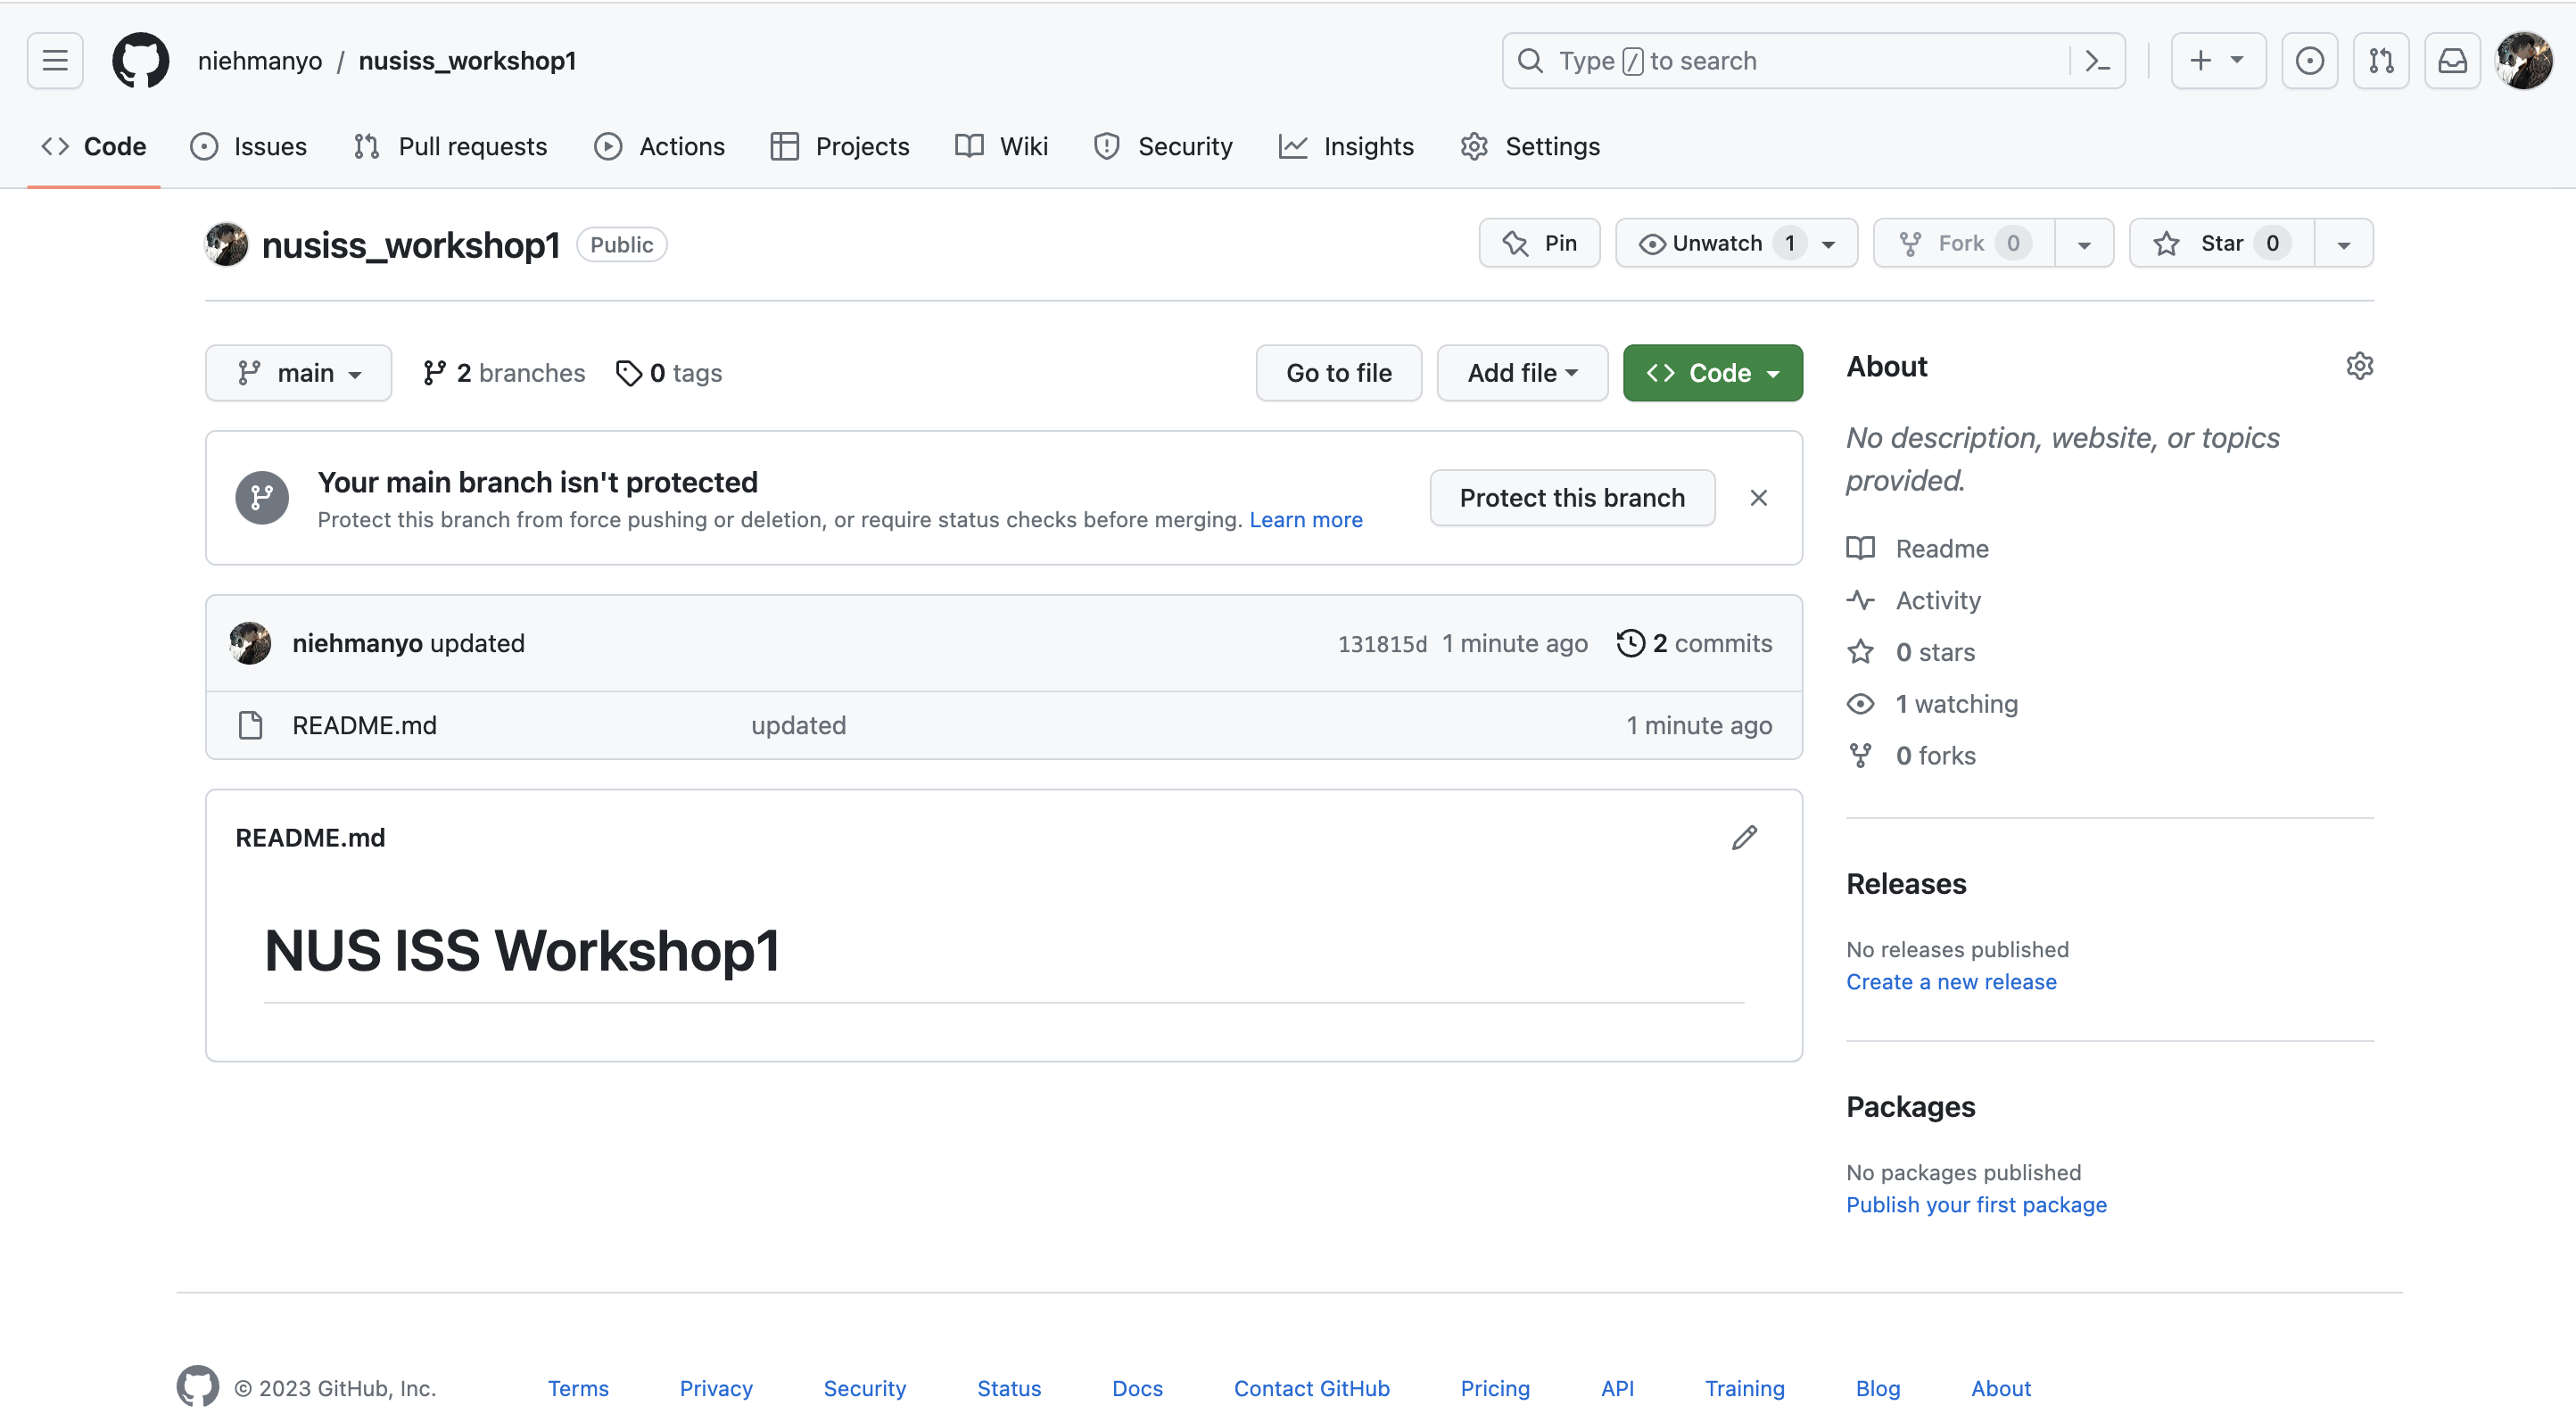 niehmanyo / nusiss_workshop1
Type / to search
Code Issues Pull requests Actions Projects Wiki Security Insights Settings
nusiss_workshop1 Public
Pin Unwatch 1 Fork 0 Star 0
main 2 branches 0 tags
Go to file Add file Code
Your main branch isn't protected
Protect this branch from force pushing or deletion, or require status checks before merging. Learn more
Protect this branch
niehmanyo updated 131815d 1 minute ago 2 commits
README.md updated 1 minute ago
README.md
NUS ISS Workshop1
About
No description, website, or topics
provided.
Readme
Activity
0 stars
1 watching
0 forks
Releases
No releases published
Create a new release
Packages
No packages published
Publish your first package
© 2023 GitHub, Inc. Terms Privacy Security Status Docs Contact GitHub Pricing API Training Blog About